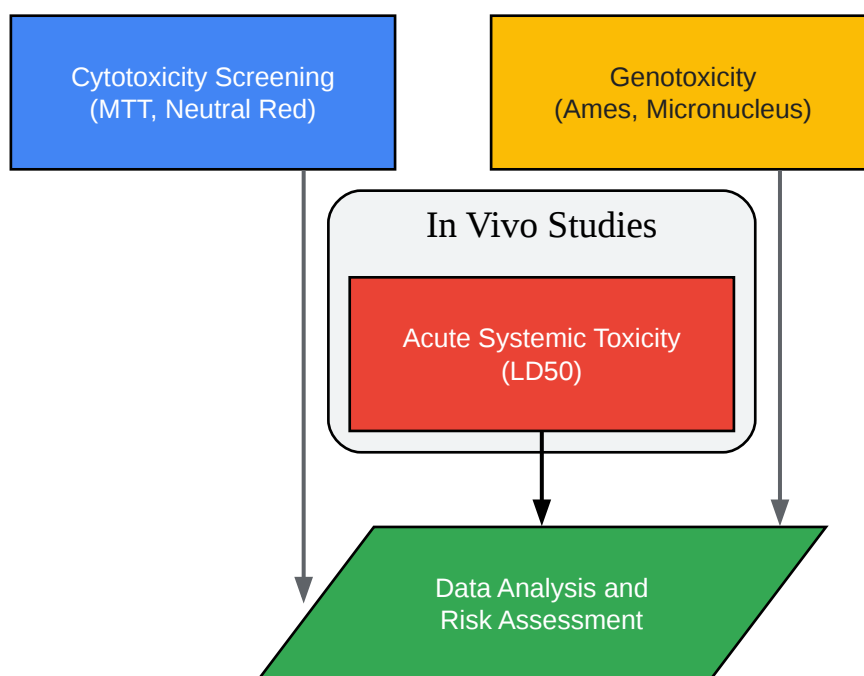 Cytotoxicity Screening
(MTT, Neutral Red)
Genotoxicity
(Ames, Micronucleus)
In Vivo Studies
Acute Systemic Toxicity
(LD50)
Data Analysis and
Risk Assessment